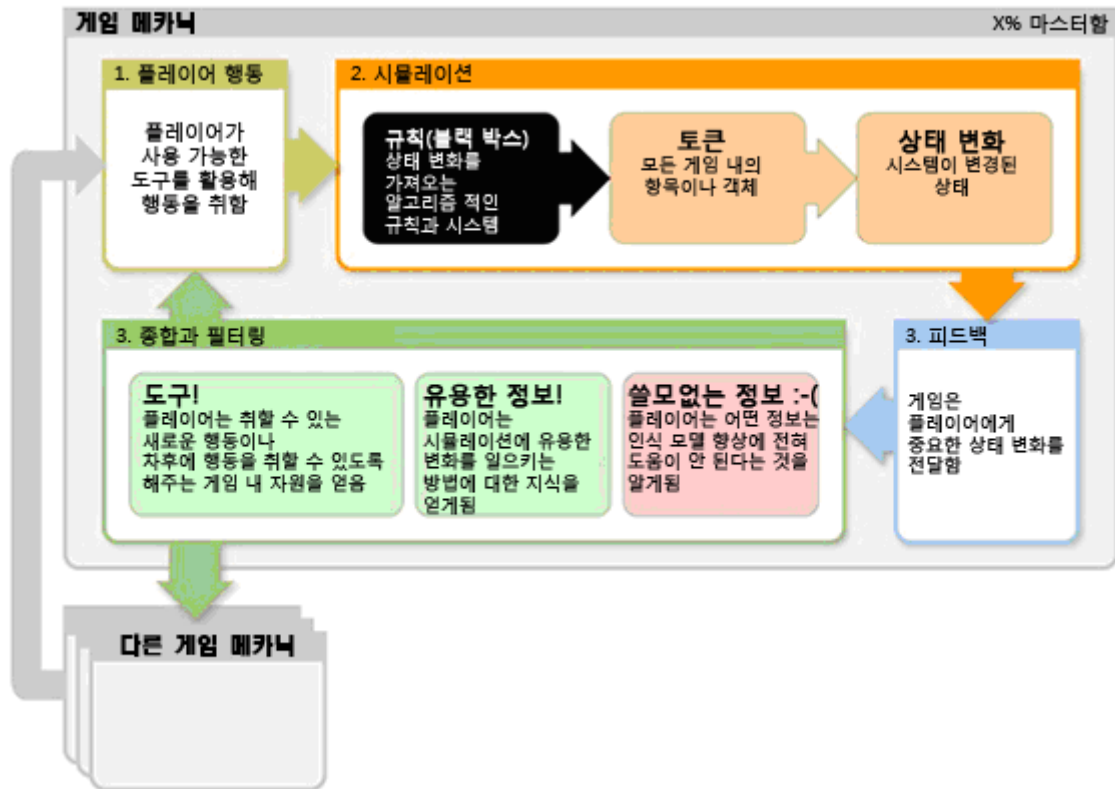 게임 메카닉
X% 마스터함
1. 플레이어 행동
플레이어가
사용 가능한
도구를 활용해
행동을 취함
2. 시뮬레이션
규칙(블랙 박스)
상태 변화를
가져오는
알고리즘 적인
규칙과 시스템
토큰
모든 게임 내의
항목이나 객체
상태 변화
시스템이 변경된
상태
3. 피드백
게임은
플레이어에게
중요한 상태 변화를
전달함
3. 종합과 필터링
도구!
플레이어는 취할 수 있는
새로운 행동이나
차후에 행동을 취할 수 있도록
해주는 게임 내 자원을 얻음
유용한 정보!
플레이어는
시뮬레이션에 유용한
변화를 일으키는
방법에 대한 지식을
얻게됨
쓸모없는 정보 :-(
플레이어는 어떤 정보는
인식 모델 향상에 전혀
도움이 안 된다는 것을
알게됨
다른 게임 메카닉